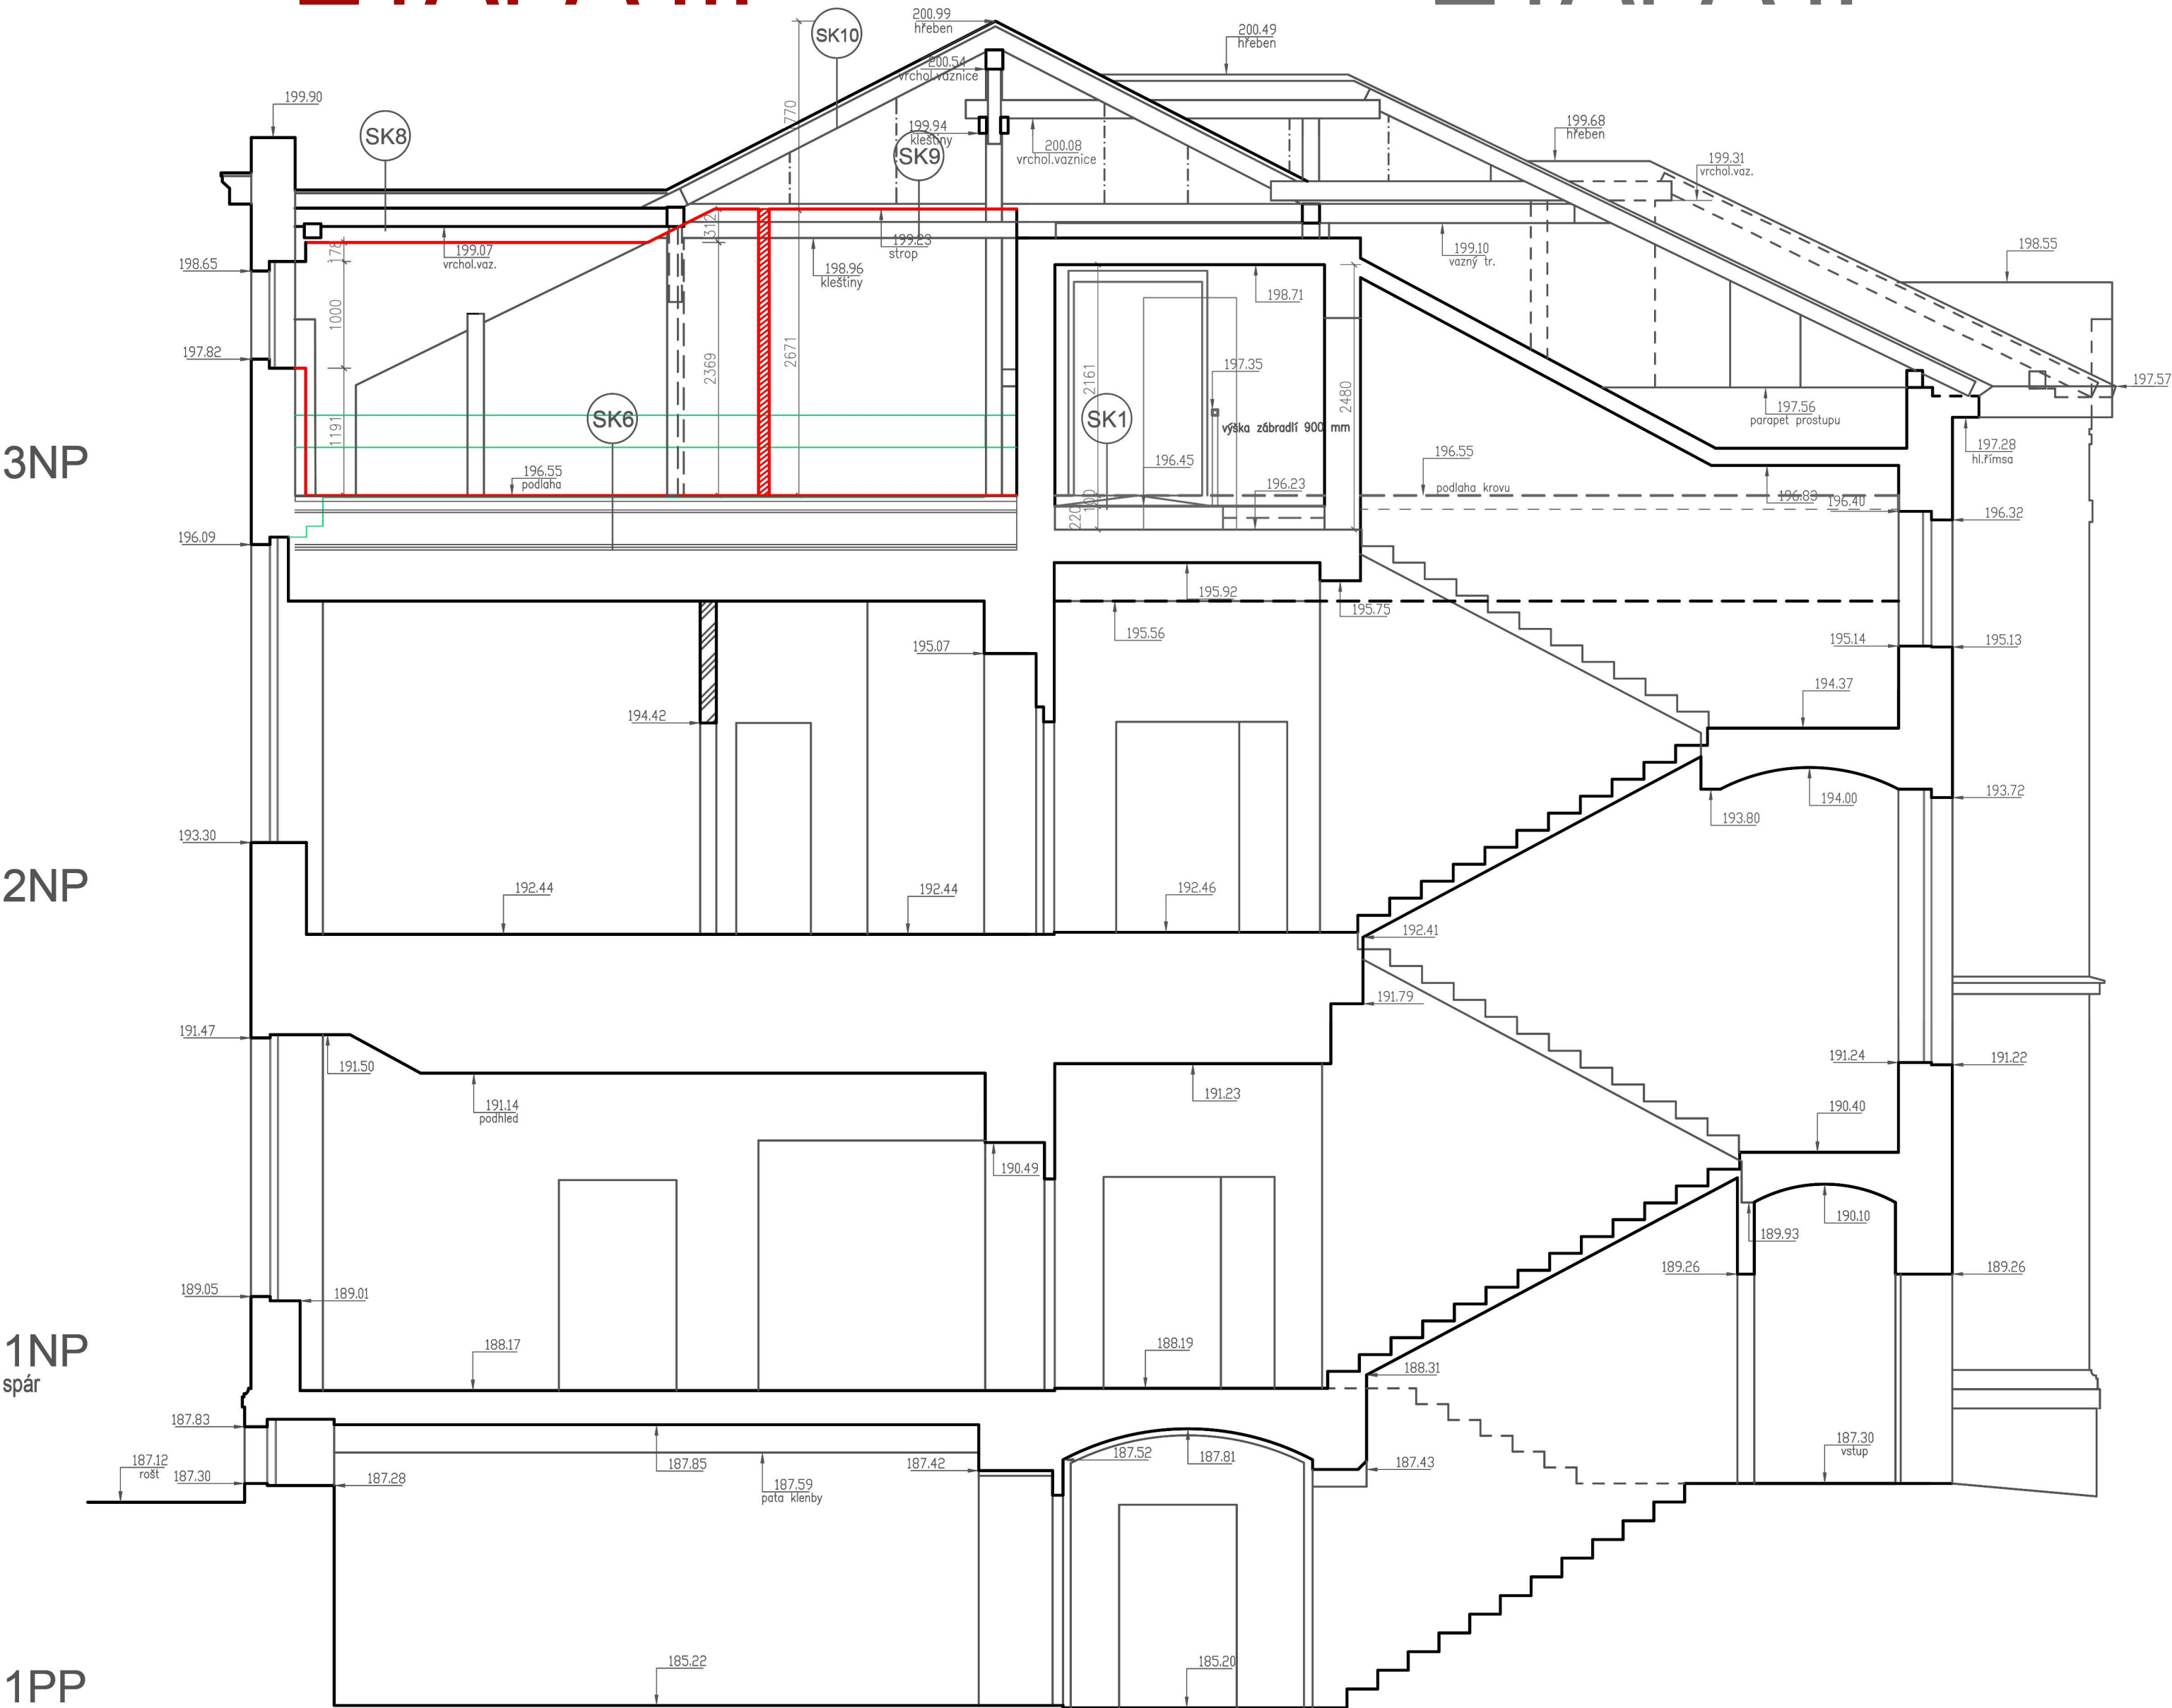 200.99
hřeben
200.49
hřeben
SK10
200.54
vrchol.vaznice
199.90
770
SK8
199.94
kleštiny
SK9
200.08
vrchol.vaznice
199.68
hřeben
199.31
vrchol.vaz.
312
178
199.07
vrchol.vaz.
199.23
strop
198.96
kleštiny
199.10
vazný tr.
198.55
198.65
198.71
1000
197.82
2369
2671
2161
197.35
2480
197.57
SK6
SK1
197.56
parapet prostupu
výška zábradlí 900 mm
1191
3NP
196.55
podlaha
196.45
196.55
podlaha krovu
197.28
hl.římsa
196.23
196.83
196.40
196.32
220
100
196.09
195.92
195.75
195.56
195.07
195.14
195.13
194.42
194.37
194.00
193.80
193.72
193.30
2NP
192.44
192.44
192.46
192.41
191.79
191.47
191.50
191.24
191.22
191.14
podhled
191.23
190.40
190.49
190.10
189.93
189.26
189.26
189.05
189.01
1NP
spár
188.17
188.19
188.31
187.83
187.12
rošt
187.30
187.28
187.85
187.59
pata klenby
187.42
187.52
187.81
187.43
187.30
vstup
185.22
185.20
1PP